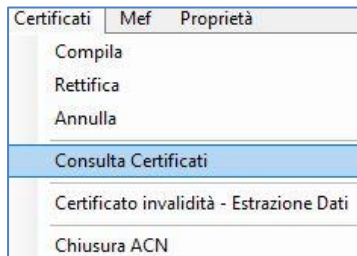 Certificati Mef Proprietà
Compila
Rettifica
Annulla
Consulta Certificati
Certificato invalidità - Estrazione Dati
Chiusura ACN